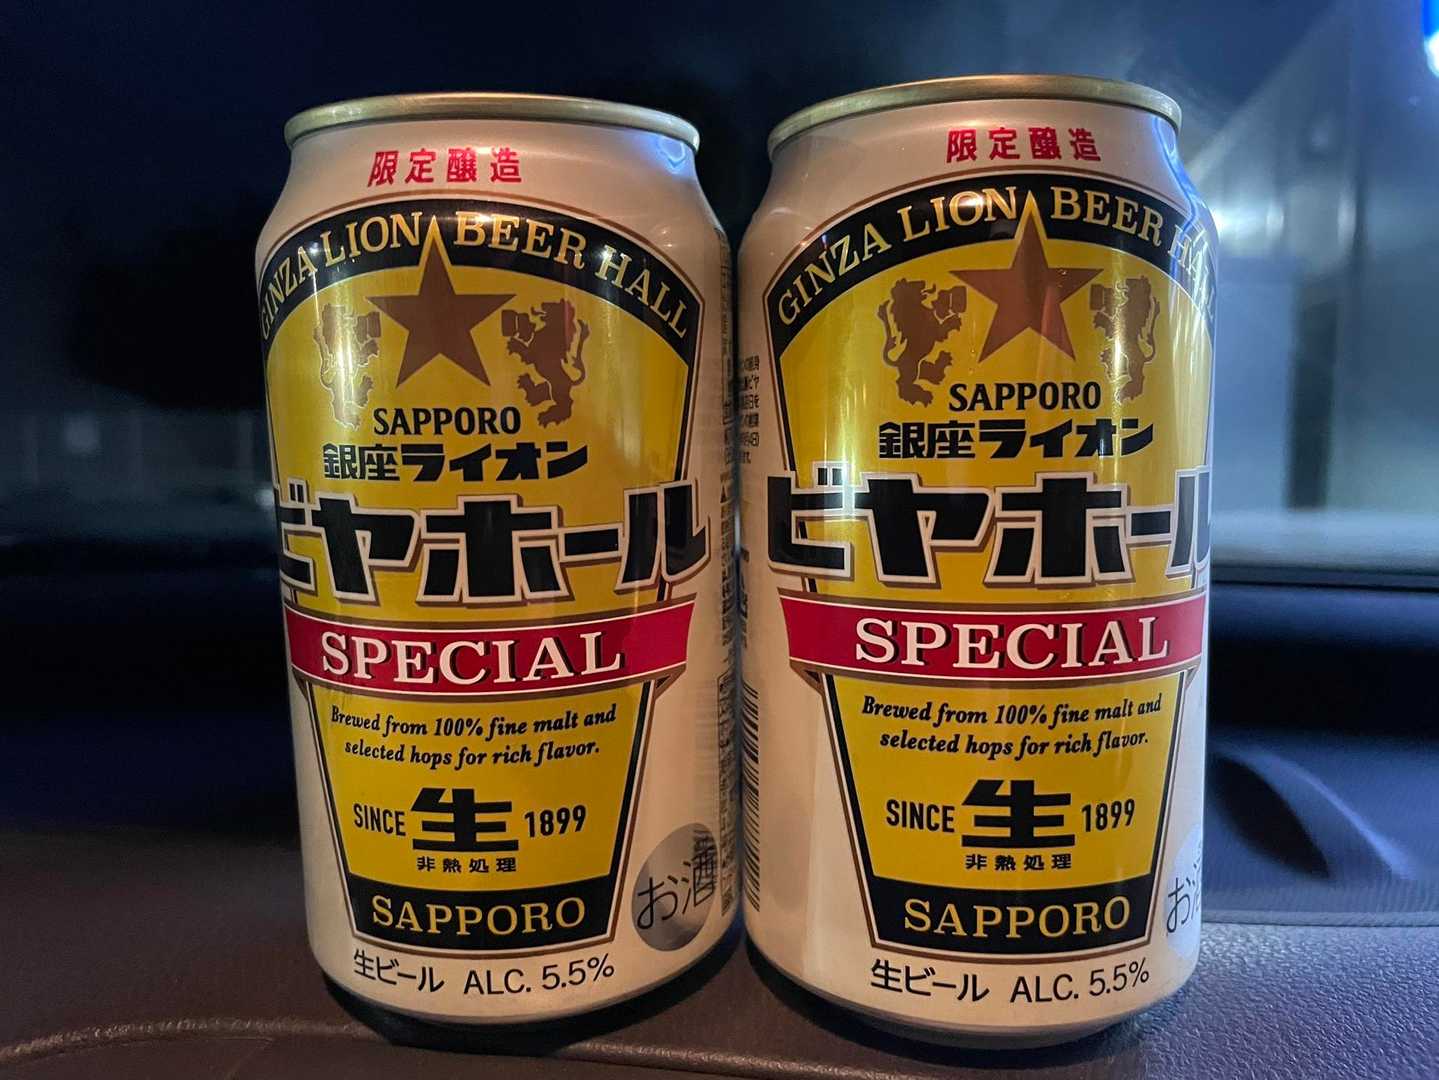 限定醸造
GINZA LION BEER HALL
SAPPORO
銀座ライオン
ビヤホール
SPECIAL
Brewed from 100% fine malt and
selected hops for rich flavor.
SINCE 生 1899
非熱処理
SAPPORO
お酒
生ビール ALC. 5.5%
限定醸造
GINZA LION BEER HALL
SAPPORO
銀座ライオン
ビヤホール
SPECIAL
Brewed from 100% fine malt and
selected hops for rich flavor.
SINCE 生 1899
非熱処理
SAPPORO
お酒
生ビール ALC. 5.5%